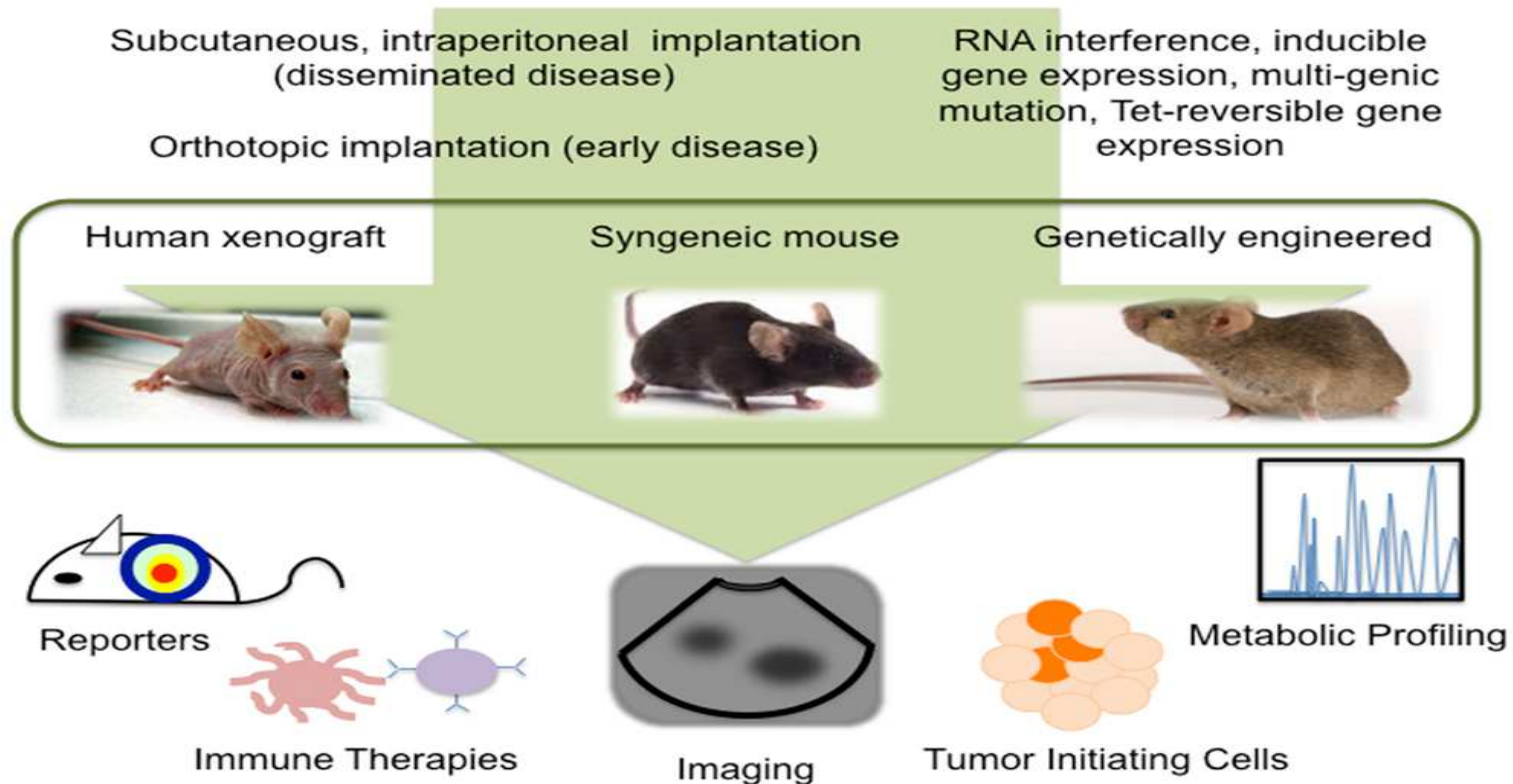 Subcutaneous, intraperitoneal implantation
(disseminated disease)
Orthotopic implantation (early disease)
RNA interference, inducible
gene expression, multi-genic
mutation, Tet-reversible gene
expression
Human xenograft
Syngeneic mouse
Genetically engineered
Reporters
Immune Therapies
Imaging
Tumor Initiating Cells
Metabolic Profiling